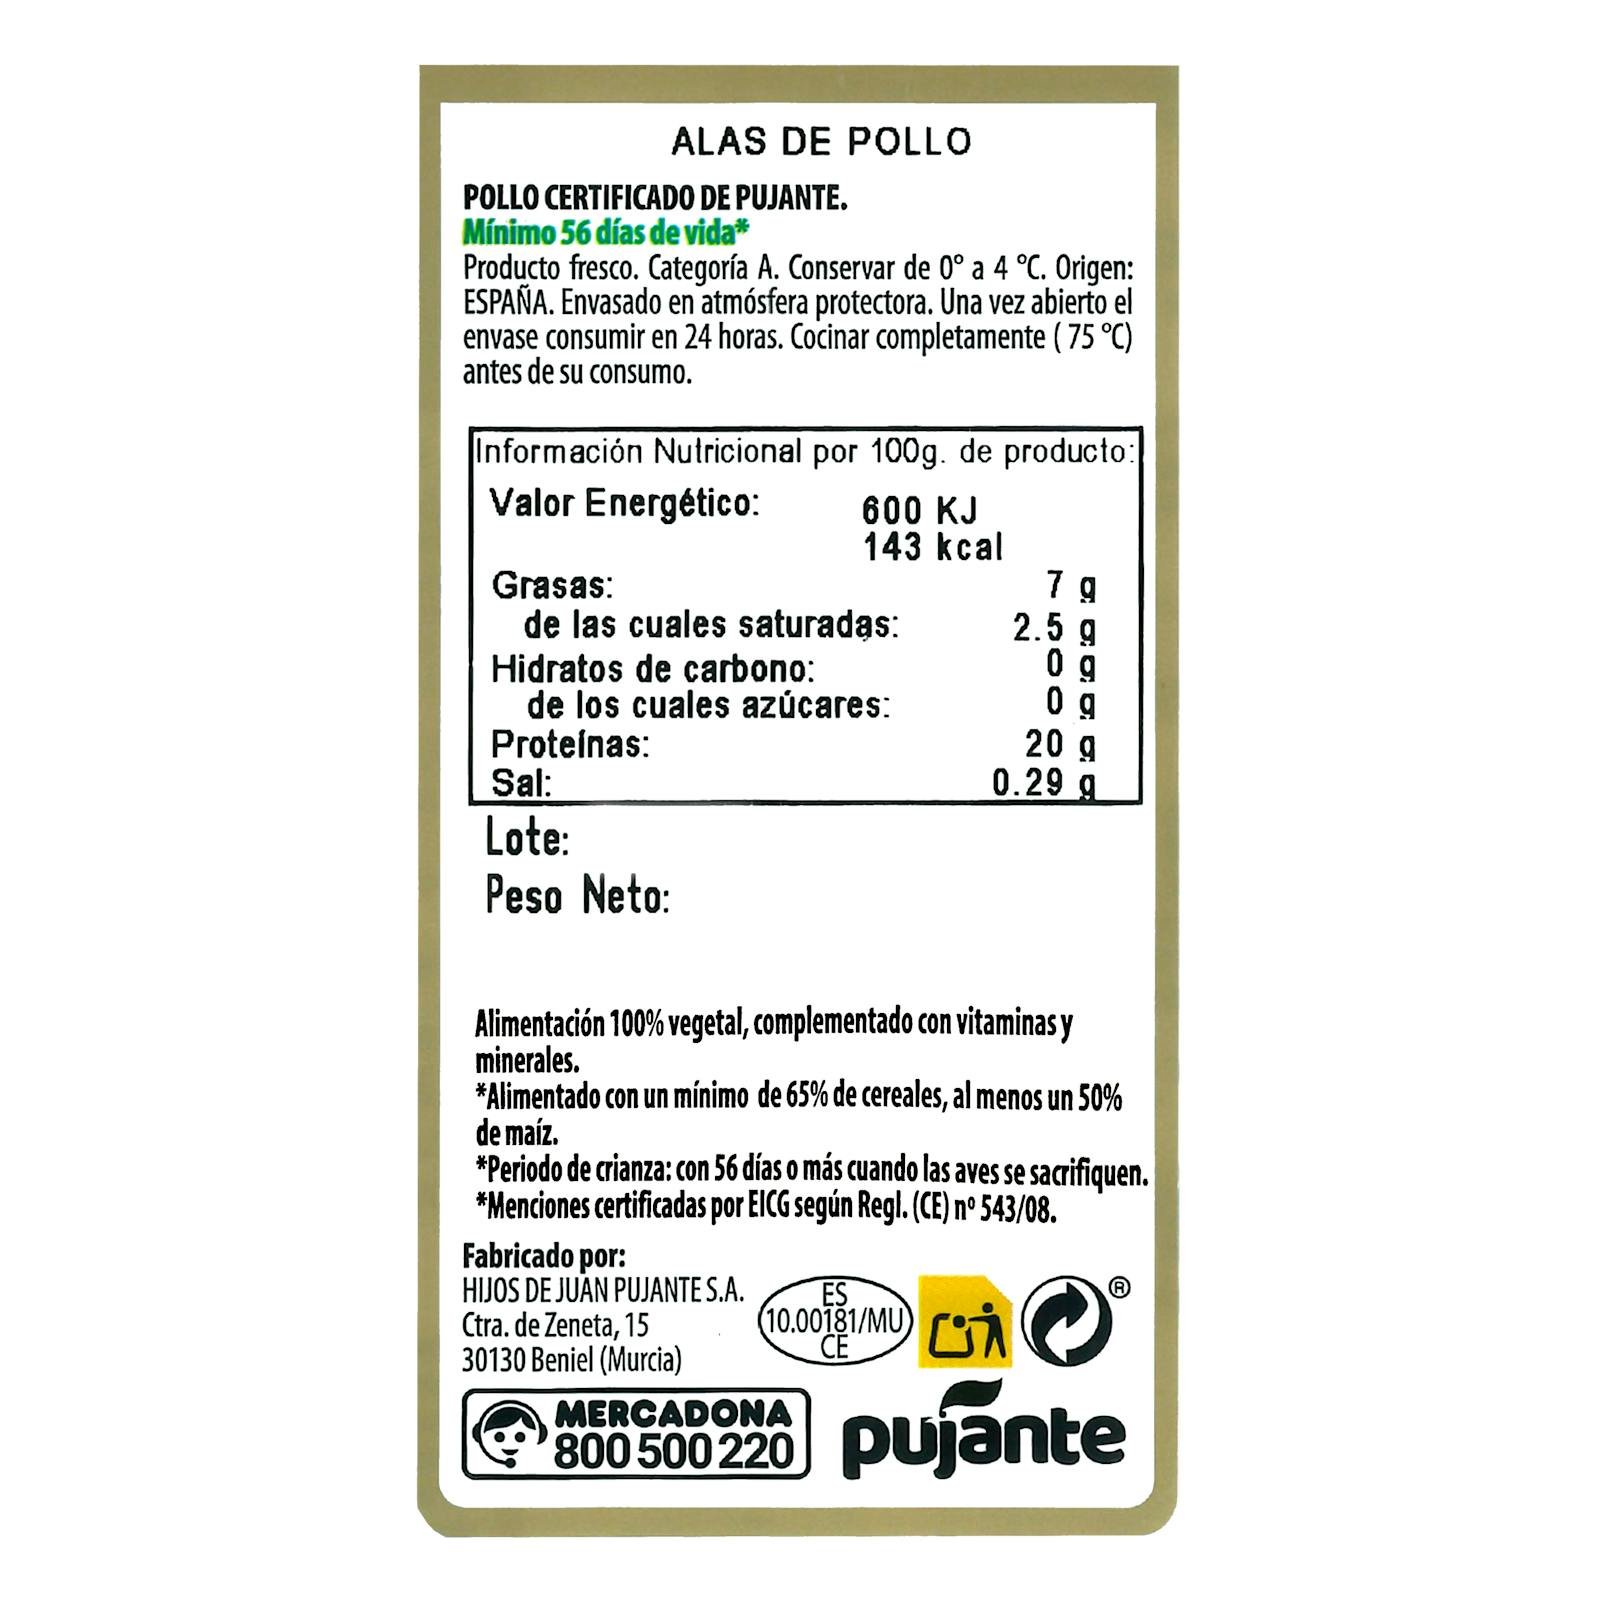 ALAS DE POLLO
POLLO CERTIFICADO DE PUJANTE.
Mínimo 56 días de vida*
Producto fresco. Categoría A. Conservar de 0° a 4 °C. Origen:
ESPAÑA. Envasado en atmósfera protectora. Una vez abierto el
envase consumir en 24 horas. Cocinar completamente ( 75 °C)
antes de su consumo.
Información Nutricional por 100g. de producto:
Valor Energético: 600 KJ
143 kcal
Grasas: 7 g
de las cuales saturadas: 2.5 g
Hidratos de carbono: 0 g
de los cuales azúcares: 0 g
Proteínas: 20 g
Sal: 0.29 g
Lote:
Peso Neto:
Alimentación 100% vegetal, complementado con vitaminas y
minerales.
*Alimentado con un mínimo de 65% de cereales, al menos un 50%
de maíz.
*Periodo de crianza: con 56 días o más cuando las aves se sacrifiquen.
*Menciones certificadas por EICG según Regl. (CE) nº 543/08.
Fabricado por:
HIJOS DE JUAN PUJANTE S.A.
Ctra. de Zeneta, 15
30130 Beniel (Murcia)
ES
10.00181/MU
CE
®
MERCADONA
800 500 220
pujante